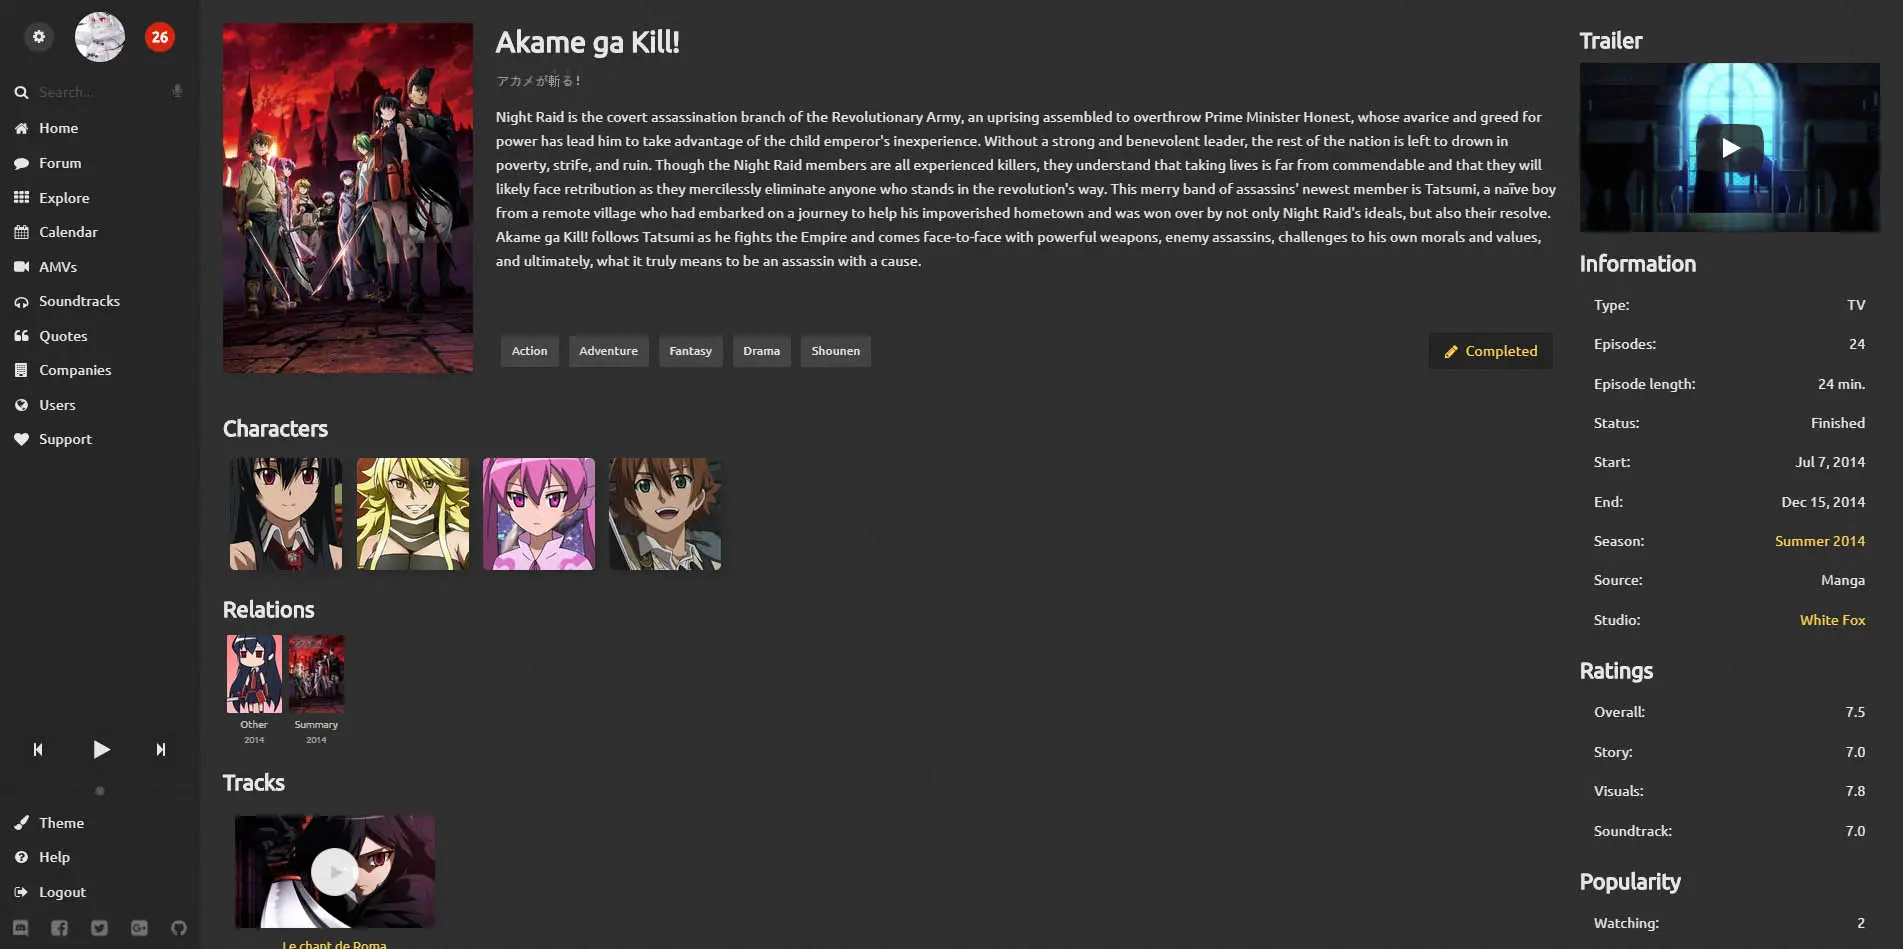 26
Search...
Home
Forum
Explore
Calendar
AMVs
Soundtracks
Quotes
Companies
Users
Support
Theme
Help
Logout
Akame ga Kill!
アカメが斬る!
Night Raid is the covert assassination branch of the Revolutionary Army, an uprising assembled to overthrow Prime Minister Honest, whose avarice and greed for
power has lead him to take advantage of the child emperor's inexperience. Without a strong and benevolent leader, the rest of the nation is left to drown in
poverty, strife, and ruin. Though the Night Raid members are all experienced killers, they understand that taking lives is far from commendable and that they will
likely face retribution as they mercilessly eliminate anyone who stands in the revolution's way. This merry band of assassins' newest member is Tatsumi, a naïve boy
from a remote village who had embarked on a journey to help his impoverished hometown and was won over by not only Night Raid's ideals, but also their resolve.
Akame ga Kill! follows Tatsumi as he fights the Empire and comes face-to-face with powerful weapons, enemy assassins, challenges to his own morals and values,
and ultimately, what it truly means to be an assassin with a cause.
Action Adventure Fantasy Drama Shounen
Completed
Characters
Relations
Other Summary
2014 2014
Tracks
Le chant de Roma
Trailer
Information
Type: TV
Episodes: 24
Episode length: 24 min.
Status: Finished
Start: Jul 7, 2014
End: Dec 15, 2014
Season: Summer 2014
Source: Manga
Studio: White Fox
Ratings
Overall: 7.5
Story: 7.0
Visuals: 7.8
Soundtrack: 7.0
Popularity
Watching: 2